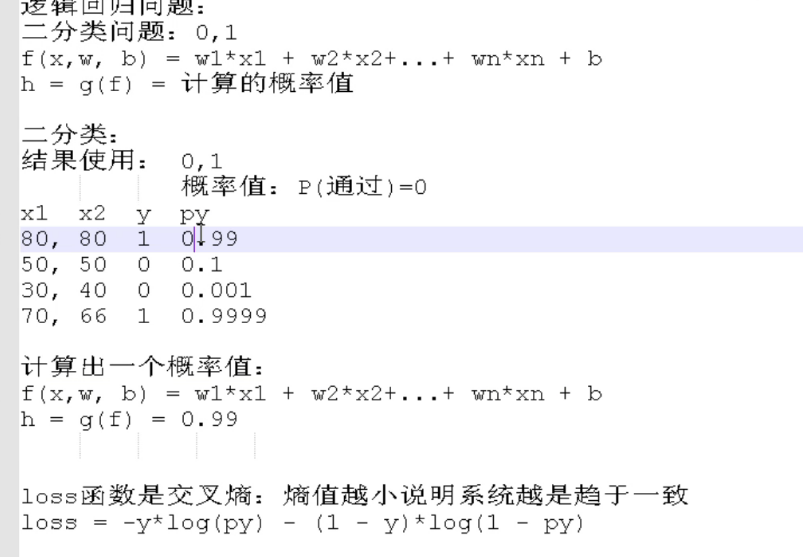 逻辑回归问题：
二分类问题：0,1
f(x,w, b) = w1*x1 + w2*x2+...+ wn*xn + b
h = g(f) = 计算的概率值
二分类：
结果使用： 0,1
概率值：P(通过)=0
x1 x2 y py
80, 80 1 0.99
50, 50 0 0.1
30, 40 0 0.001
70, 66 1 0.9999
计算出一个概率值：
f(x,w, b) = w1*x1 + w2*x2+...+ wn*xn + b
h = g(f) = 0.99
loss函数是交叉熵：熵值越小说明系统越是趋于一致
loss = -y*log(py) - (1 - y)*log(1 - py)